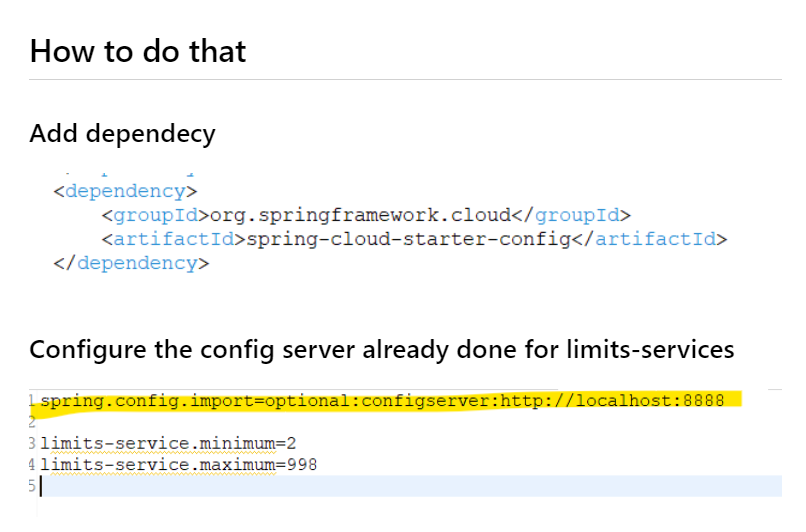 How to do that
Add dependecy
<dependency>
<groupId>org.springframework.cloud</groupId>
<artifactId>spring-cloud-starter-config</artifactId>
</dependency>
Configure the config server already done for limits-services
1 spring.config.import=optional:configserver:http://localhost:8888
2
3 limits-service.minimum=2
4 limits-service.maximum=998
5